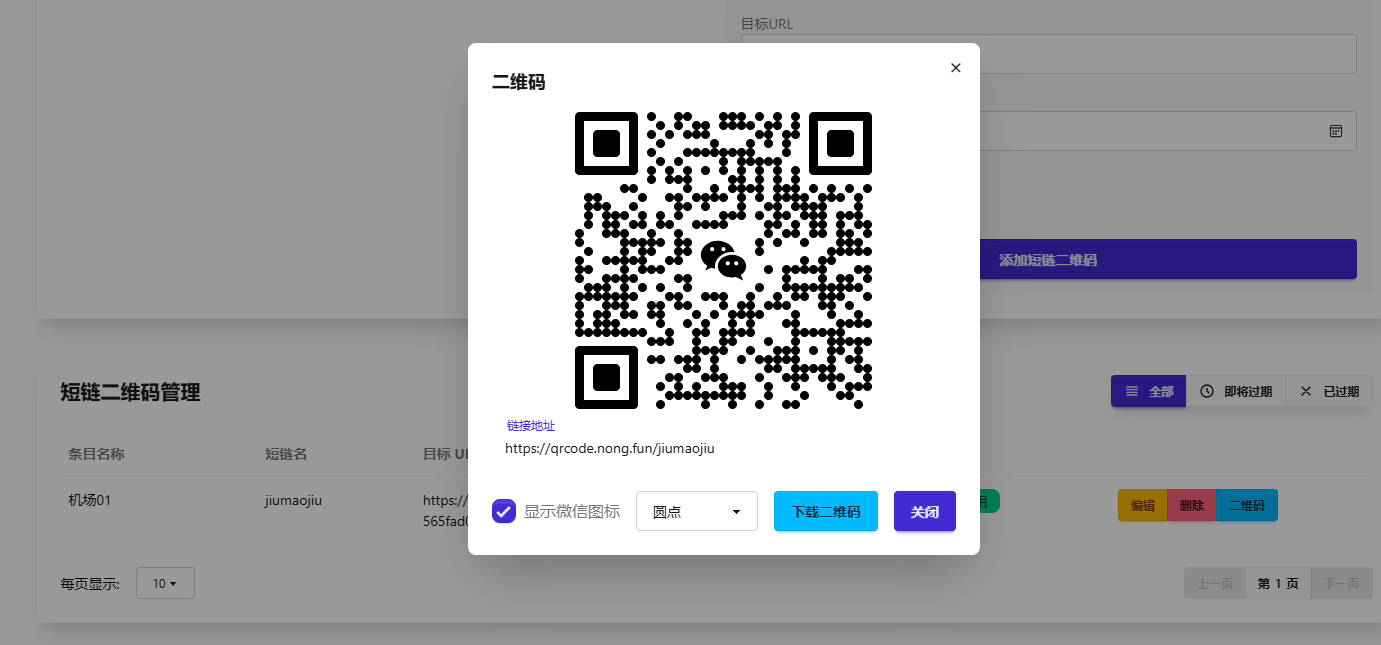 目标URL
二维码
添加短链二维码
链接地址
https://qrcode.nong.fun/jiumaojiu
显示微信图标
圆点
下载二维码
关闭
短链二维码管理
全部
即将过期
已过期
条目名称
短链名
目标
机场01
jiumaojiu
https://
565fad
编辑
删除
二维码
每页显示:
10
上一页
第 1 页
下一页